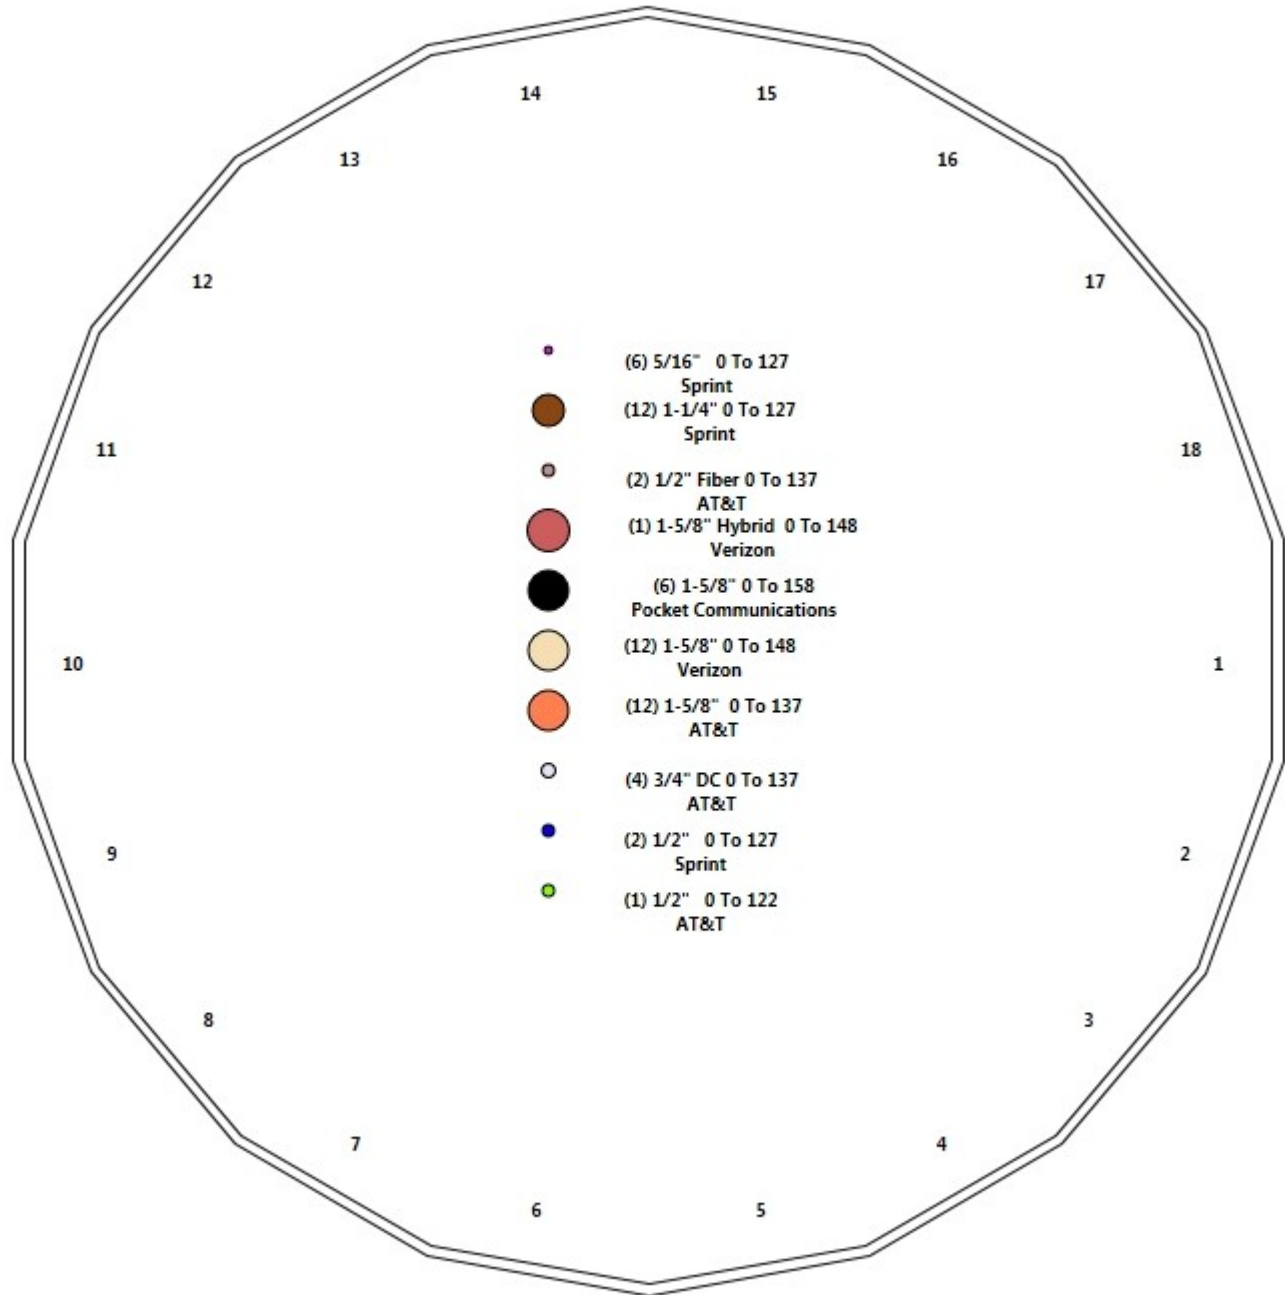 14
15
13
16
12
17
(6) 5/16" 0 To 127
Sprint
(12) 1-1/4" 0 To 127
Sprint
11
18
(2) 1/2" Fiber 0 To 137
AT&T
(1) 1-5/8" Hybrid 0 To 148
Verizon
(6) 1-5/8" 0 To 158
Pocket Communications
(12) 1-5/8" 0 To 148
Verizon
10
1
(12) 1-5/8" 0 To 137
AT&T
(4) 3/4" DC 0 To 137
AT&T
(2) 1/2" 0 To 127
Sprint
9
2
(1) 1/2" 0 To 122
AT&T
8
3
7
4
6
5